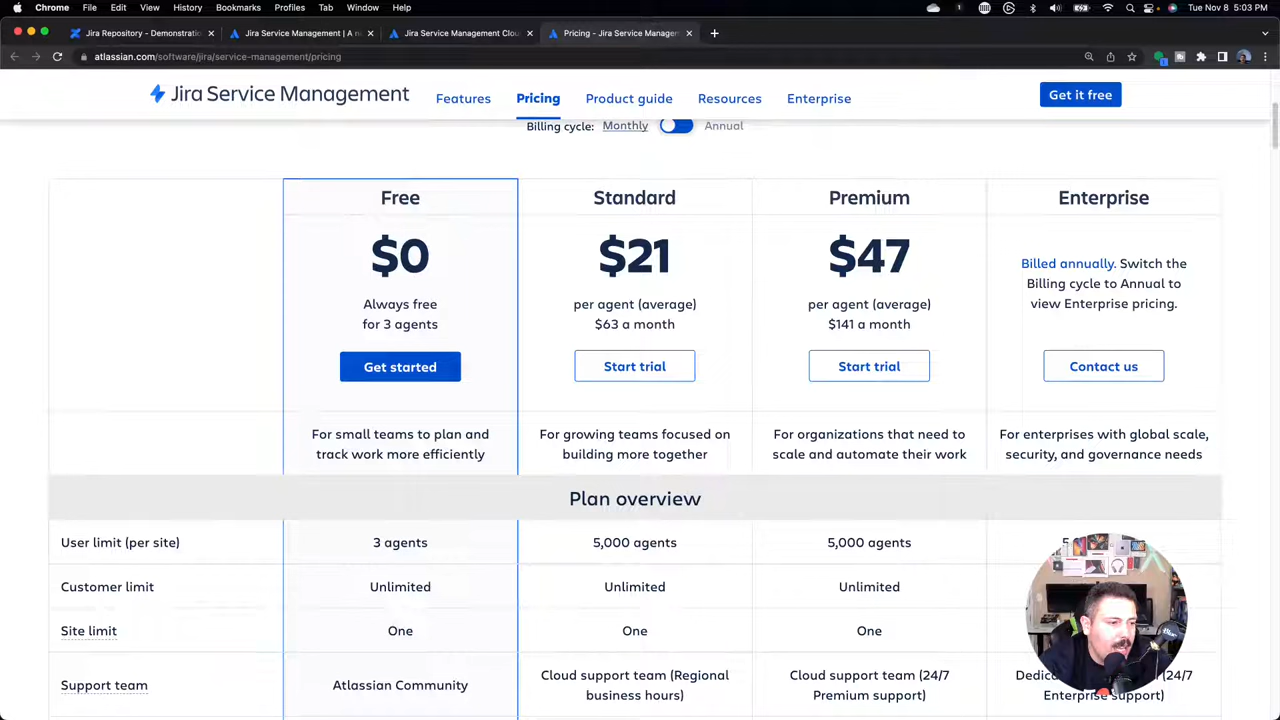 Chrome File Edit View History Bookmarks Profiles Tab Window Help
Tue Nov 8 5:03 PM
Jira Repository - Demonstratio
Jira Service Management | A n
Jira Service Management Clou
Pricing - Jira Service Manageme
atlassian.com/software/jira/service-management/pricing
Jira Service Management
Features
Pricing
Product guide
Resources
Enterprise
Get it free
Billing cycle: Monthly Annual
Free
Standard
Premium
Enterprise
$0
$21
$47
Billed annually. Switch the
Billing cycle to Annual to
view Enterprise pricing.
Always free
for 3 agents
per agent (average)
$63 a month
per agent (average)
$141 a month
Get started
Start trial
Start trial
Contact us
For small teams to plan and
track work more efficiently
For growing teams focused on
building more together
For organizations that need to
scale and automate their work
For enterprises with global scale,
security, and governance needs
Plan overview
User limit (per site)
3 agents
5,000 agents
5,000 agents
Customer limit
Unlimited
Unlimited
Unlimited
Site limit
One
One
One
Support team
Atlassian Community
Cloud support team (Regional
business hours)
Cloud support team (24/7
Premium support)
(24/7
Enterprise support)